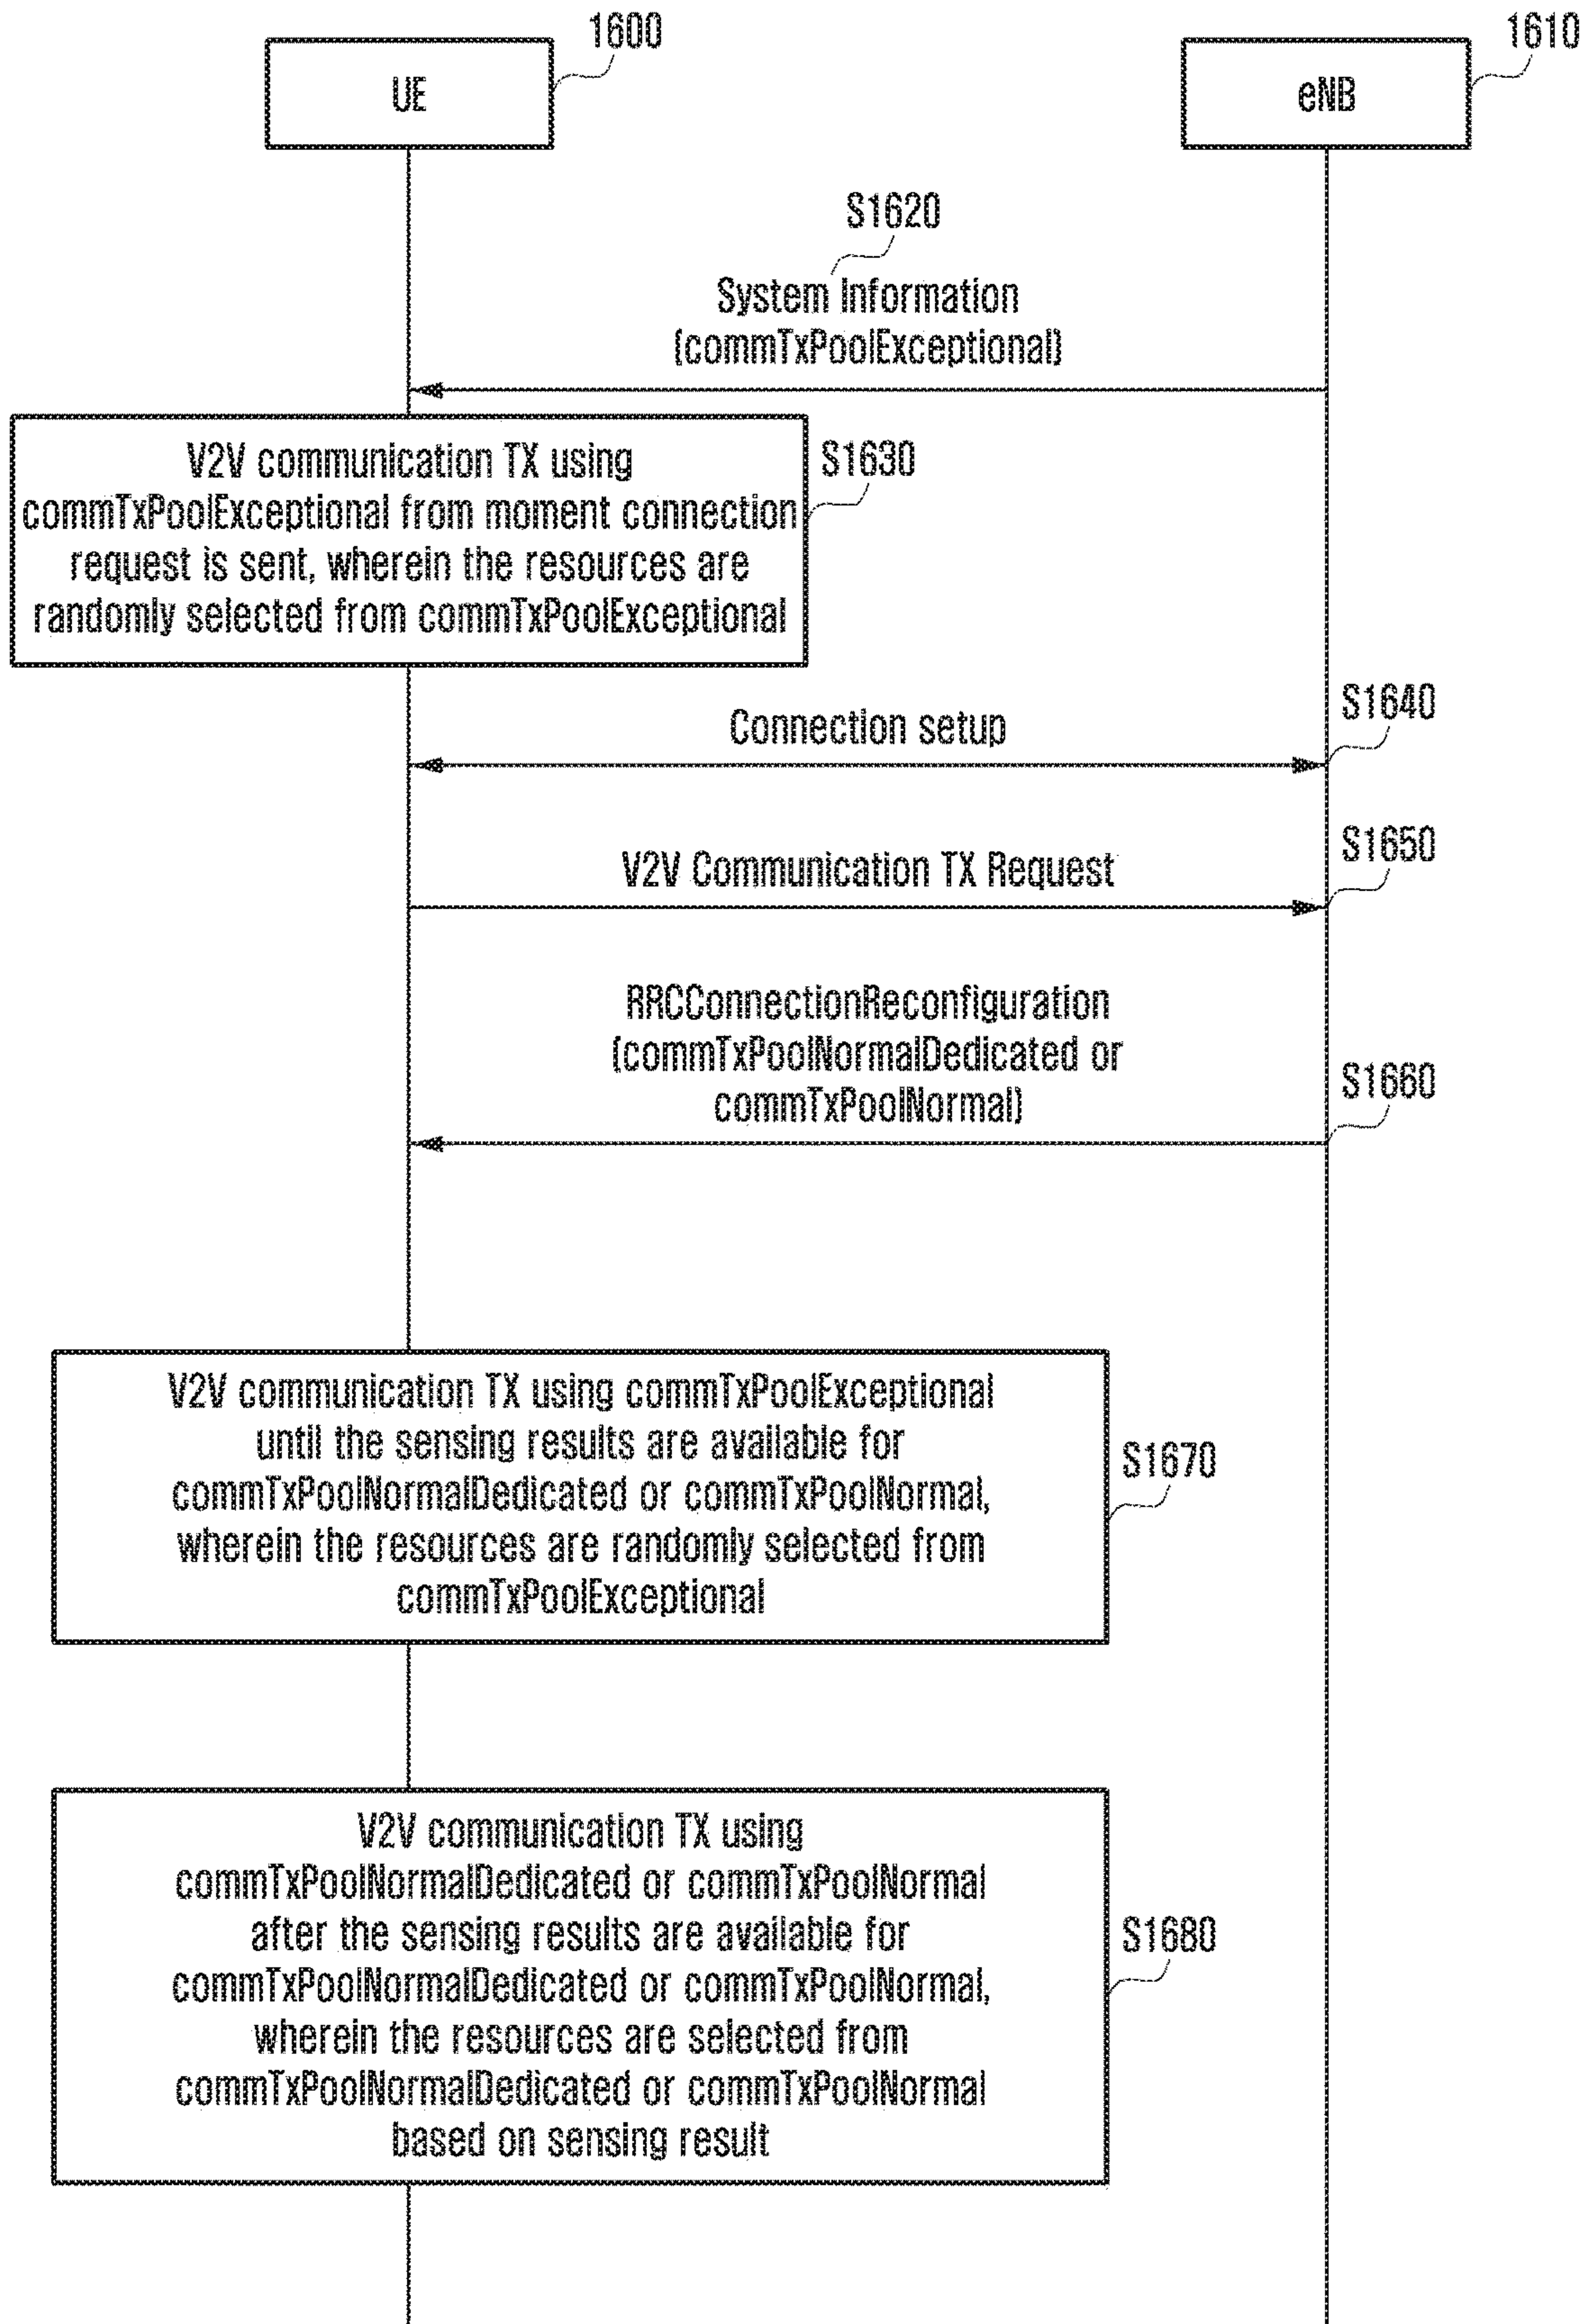 1600
1610
UE
eNB
S1620
System Information
(commTxPoolExceptional)
V2V communication TX using
commTxPoolExceptional from moment connection
request is sent, wherein the resources are
randomly selected from commTxPoolExceptional
S1630
S1640
Connection setup
S1650
V2V Communication TX Request
RRCConnectionReconfiguration
(commTxPoolNormalDedicated or
commTxPoolNormal)
S1660
V2V communication TX using commTxPoolExceptional
until the sensing results are available for
commTxPoolNormalDedicated or commTxPoolNormal,
wherein the resources are randomly selected from
commTxPoolExceptional
S1670
V2V communication TX using
commTxPoolNormalDedicated or commTxPoolNormal
after the sensing results are available for
commTxPoolNormalDedicated or commTxPoolNormal,
wherein the resources are selected from
commTxPoolNormalDedicated or commTxPoolNormal
based on sensing result
S1680